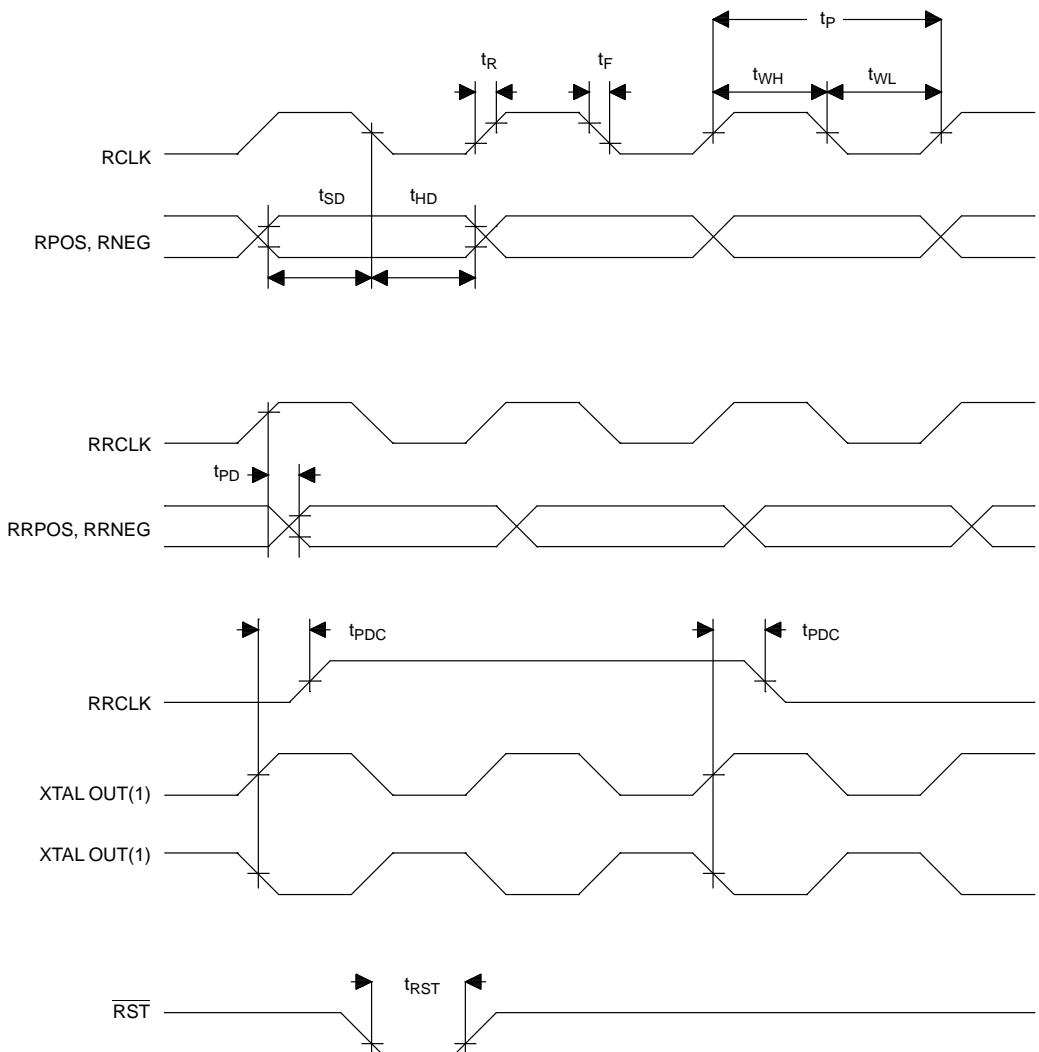 tP
tR
tF
tWH
tWL
RCLK
tSD
tHD
RPOS, RNEG
RRCLK
tPD
RRPOS, RRNEG
tPDC
tPDC
RRCLK
XTAL OUT(1)
XTAL OUT(1)
tRST
RST